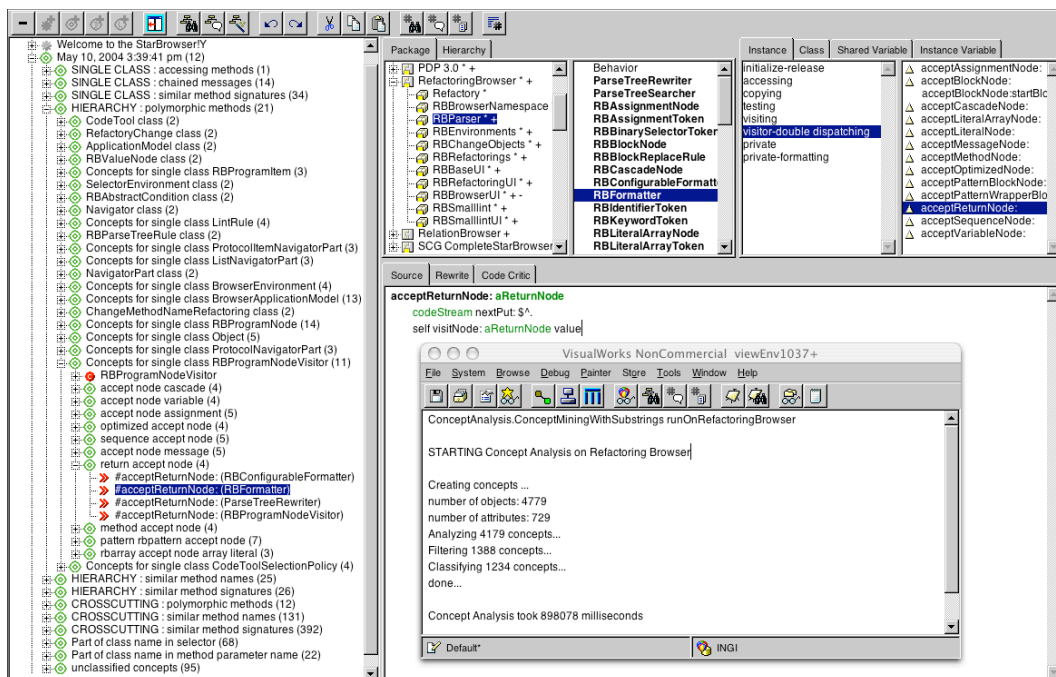 Welcome to the StarBrowser!Y
May 10, 2004 3:39:41 pm (12)
SINGLE CLASS : accessing methods (1)
SINGLE CLASS : chained messages (14)
SINGLE CLASS : similar method signatures (34)
HIERARCHY : polymorphic methods (21)
CodeTool class (2)
RefactoryChange class (2)
ApplicationModel class (2)
RBValueNode class (2)
Concepts for single class RBProgramItem (3)
SelectorEnvironment class (2)
RBAbstractCondition class (2)
Navigator class (2)
Concepts for single class LintRule (4)
RBParseTreeRule class (2)
Concepts for single class ProtocolItemNavigatorPart (3)
Concepts for single class ListNavigatorPart (3)
NavigatorPart class (2)
Concepts for single class BrowserEnvironment (4)
Concepts for single class BrowserApplicationModel (13)
ChangeMethodNameRefactoring class (2)
Concepts for single class RBProgramNode (14)
Concepts for single class Object (5)
Concepts for single class ProtocolNavigatorPart (3)
Concepts for single class RBProgramNodeVisitor (11)
RBProgramNodeVisitor
accept node cascade (4)
accept node variable (4)
accept node assignment (5)
optimized accept node (4)
sequence accept node (5)
accept node message (5)
return accept node (4)
#acceptReturnNode: (RBConfigurableFormatter)
#acceptReturnNode: (RBFormatter)
#acceptReturnNode: (ParseTreeRewriter)
#acceptReturnNode: (RBProgramNodeVisitor)
method accept node (4)
pattern rbpattern accept node (7)
rbarray accept node array literal (3)
Concepts for single class CodeToolSelectionPolicy (4)
HIERARCHY : similar method names (25)
HIERARCHY : similar method signatures (26)
CROSSCUTTING : polymorphic methods (12)
CROSSCUTTING : similar method names (131)
CROSSCUTTING : similar method signatures (392)
Part of class name in selector (68)
Part of class name in method parameter name (22)
unclassified concepts (95)
Package Hierarchy
PDP 3.0 * +
RefactoringBrowser * +
Refactory *
RBBrowserNamespace
RBParser * +
RBEnvironments * +
RBChangeObjects * +
RBRefactorings * +
RBBaseUI * +
RBRefactoringUI * +
RBBrowserUI * + -
RBSmalllint * +
RBSmalllintUI * +
RelationBrowser +
SCG CompleteStarBrowser
Behavior
ParseTreeRewriter
ParseTreeSearcher
RBAssignmentNode
RBAssignmentToken
RBBinarySelectorToken
RBBlockNode
RBBlockReplaceRule
RBCascadeNode
RBConfigurableFormatt
RBFormatter
RBIdentifierToken
RBKeywordToken
RBLiteralArrayNode
RBLiteralArrayToken
Instance Class Shared Variable Instance Variable
initialize-release
accessing
copying
testing
visiting
visitor-double dispatching
private
private-formatting
acceptAssignmentNode:
acceptBlockNode:
acceptBlockNode:startBloc
acceptCascadeNode:
acceptLiteralArrayNode:
acceptLiteralNode:
acceptMessageNode:
acceptMethodNode:
acceptOptimizedNode:
acceptPatternBlockNode:
acceptPatternWrapperBlo
acceptReturnNode:
acceptSequenceNode:
acceptVariableNode:
Source Rewrite Code Critic
acceptReturnNode: aReturnNode
codeStream nextPut: $^.
self visitNode: aReturnNode value
VisualWorks NonCommercial viewEnv1037+
File System Browse Debug Painter Store Tools Window Help
ConceptAnalysis.ConceptMiningWithSubstrings runOnRefactoringBrowser
STARTING Concept Analysis on Refactoring Browser
Creating concepts ...
number of objects: 4779
number of attributes: 729
Analyzing 4179 concepts...
Filtering 1388 concepts...
Classifying 1234 concepts...
done...
Concept Analysis took 898078 milliseconds
Default*
INGI